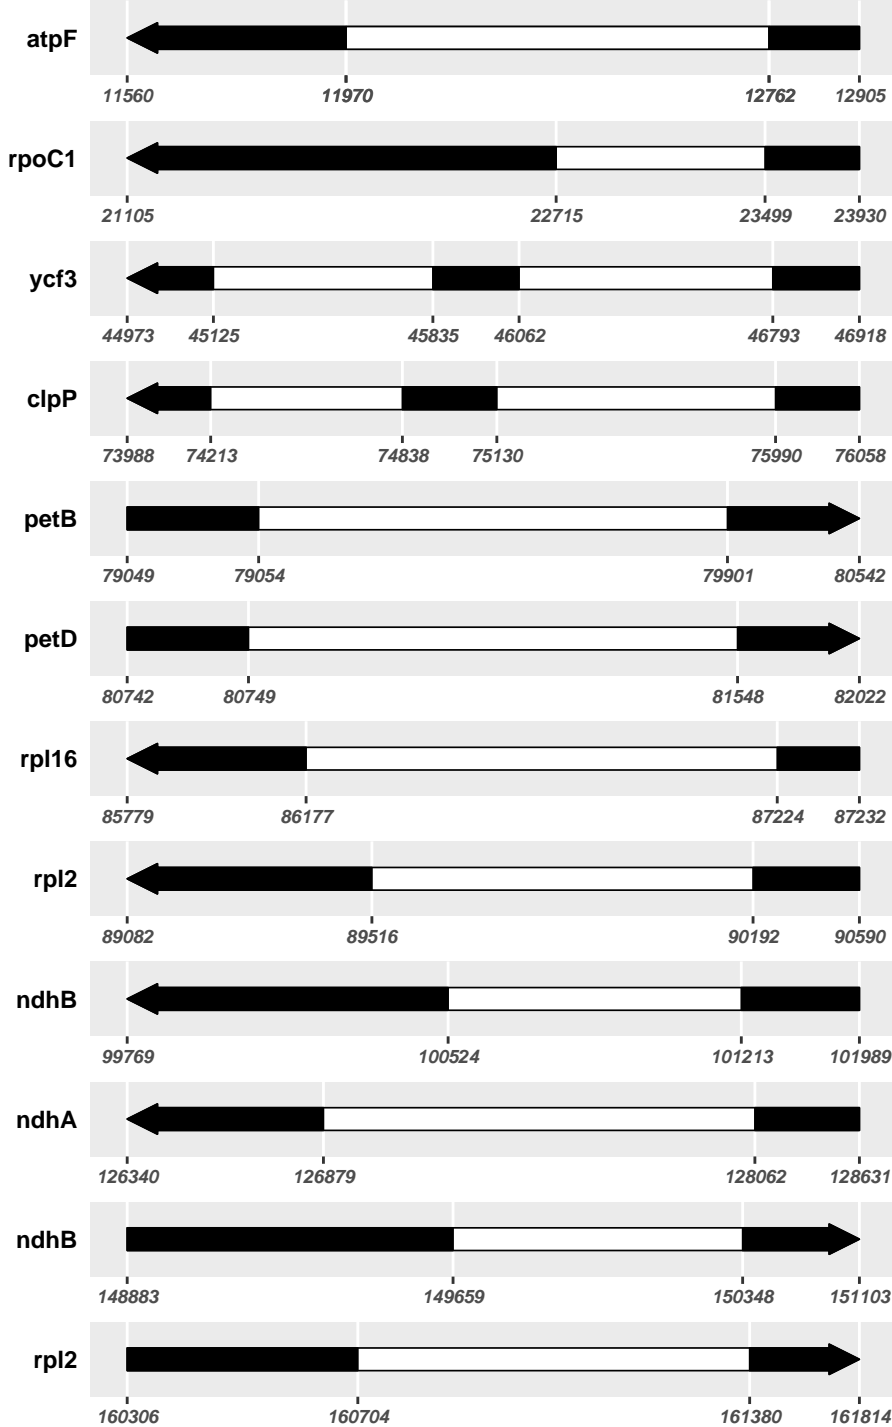 atpF
11560 11970 12762 12905
rpoC1
21105 22715 23499 23930
ycf3
44973 45125 45835 46062 46793 46918
clpP
73988 74213 74838 75130 75990 76058
petB
79049 79054 79901 80542
petD
80742 80749 81548 82022
rpl16
85779 86177 87224 87232
rpl2
89082 89516 90192 90590
ndhB
99769 100524 101213 101989
ndhA
126340 126879 128062 128631
ndhB
148883 149659 150348 151103
rpl2
160306 160704 161380 161814